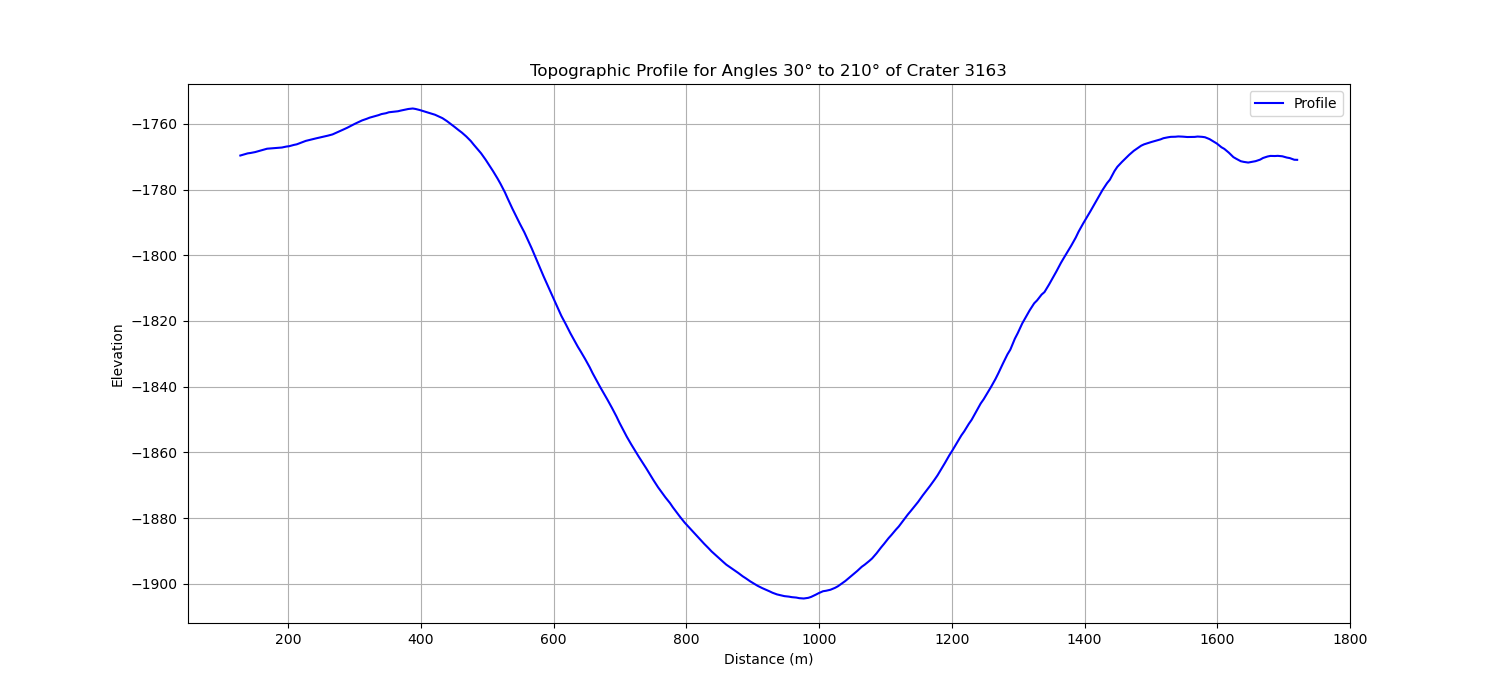 Topographic Profile for Angles 30° to 210° of Crater 3163
Profile
Elevation
−1760
−1780
−1800
−1820
−1840
−1860
−1880
−1900
200 400 600 800 1000 1200 1400 1600 1800
Distance (m)